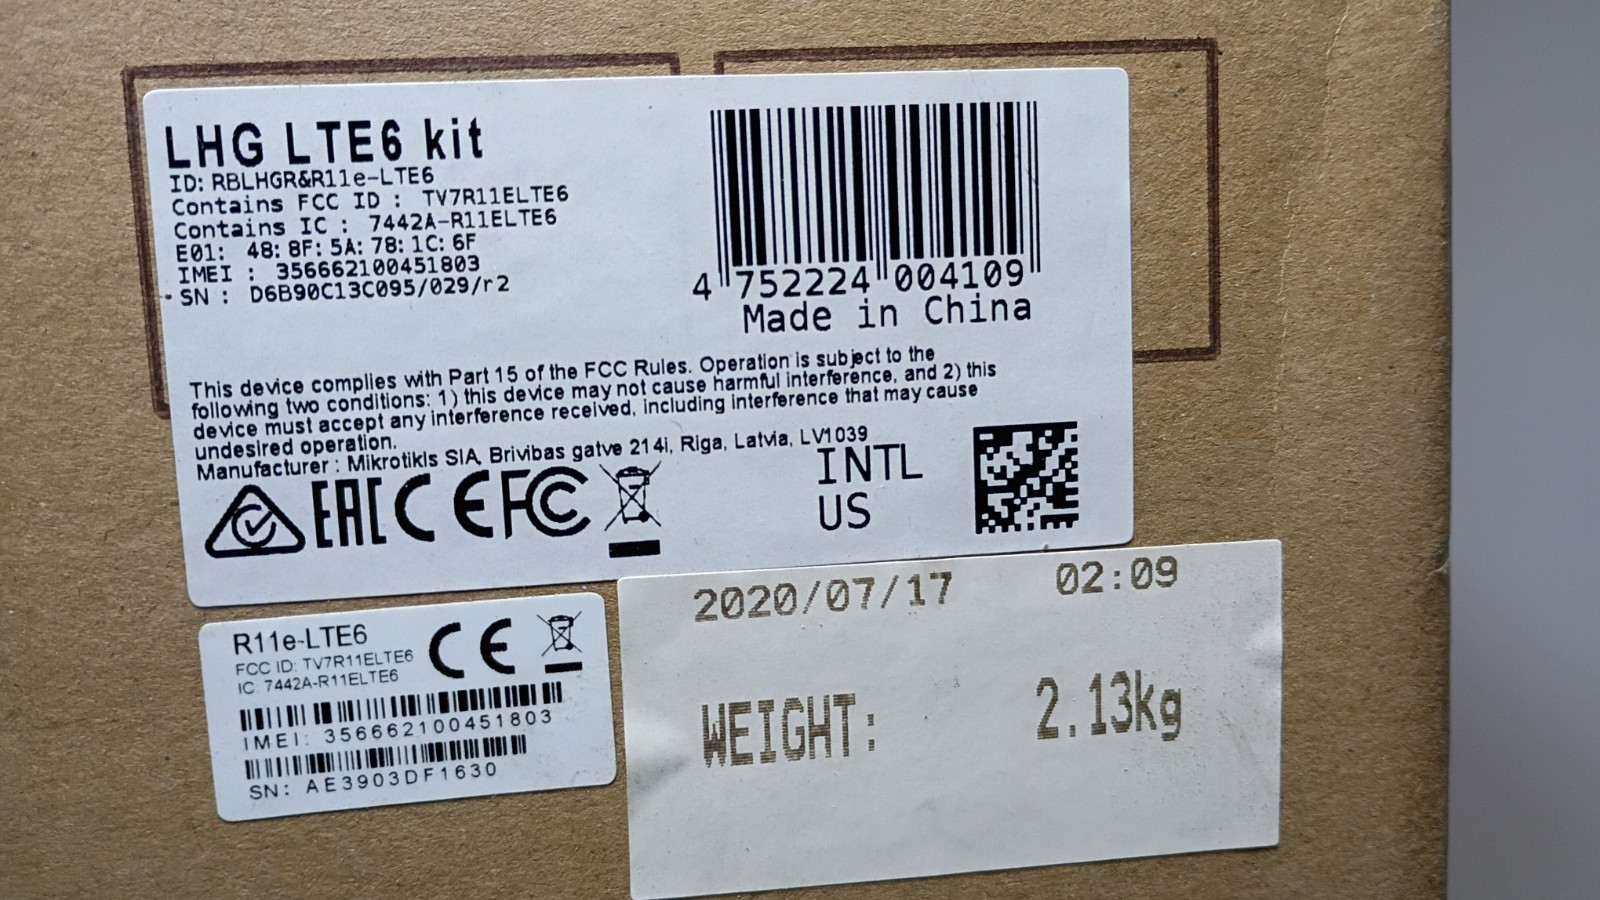 LHG LTE6 kit
ID: RBLHGR&R11e-LTE6
Contains FCC ID : TV7R11ELTE6
Contains IC : 7442A-R11ELTE6
E01: 48:8F:5A:78:1C:6F
IMEI : 356662100451803
SN : D6B90C13C095/029/r2
4 752224 004109
Made in China
This device complies with Part 15 of the FCC Rules. Operation is subject to the
following two conditions: 1) this device may not cause harmful interference, and 2) this
device must accept any interference received, including interference that may cause
undesired operation.
Manufacturer : Mikrotikls SIA, Brivibas gatve 214i, Riga, Latvia, LV1039
EAC CE FC
INTL
US
R11e-LTE6
FCC ID: TV7R11ELTE6
IC: 7442A-R11ELTE6
CE
IMEI: 356662100451803
SN: AE3903DF1630
2020/07/17 02:09
WEIGHT: 2.13kg